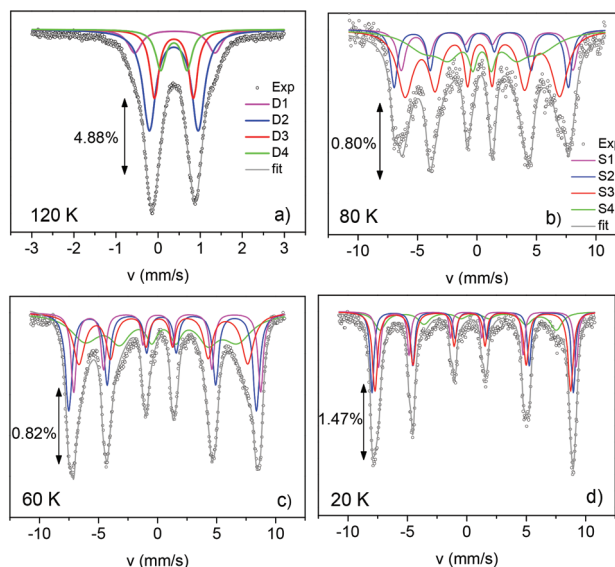 Exp
D1
D2
D3
D4
fit
4.88%
120 K
a)
-3 -2 -1 0 1 2 3
v (mm/s)
Exp
S1
S2
S3
S4
fit
0.80%
80 K
b)
-10 -5 0 5 10
v (mm/s)
0.82%
60 K
c)
-10 -5 0 5 10
v (mm/s)
1.47%
20 K
d)
-10 -5 0 5 10
v (mm/s)